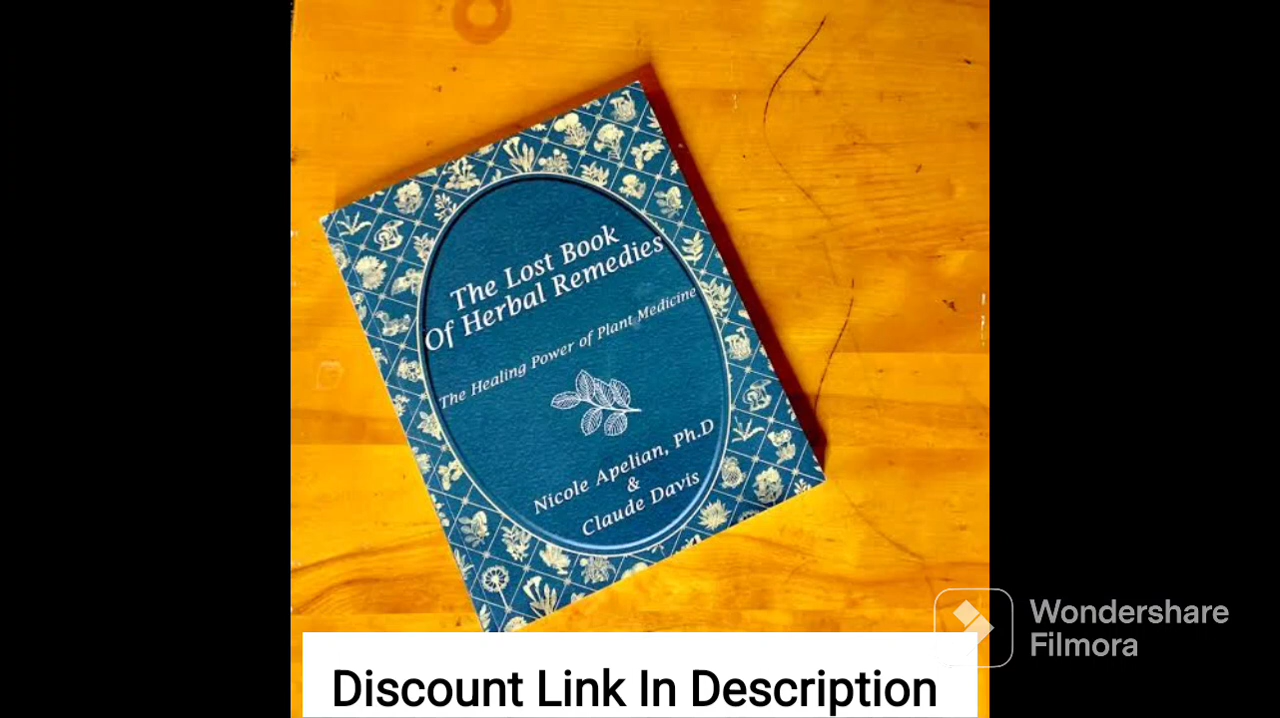 The Lost Book
Of Herbal Remedies
The Healing Power of Plant Medicine
Nicole Apelian, Ph.D
&
Claude Davis
Wondershare
Filmora
Discount Link In Description